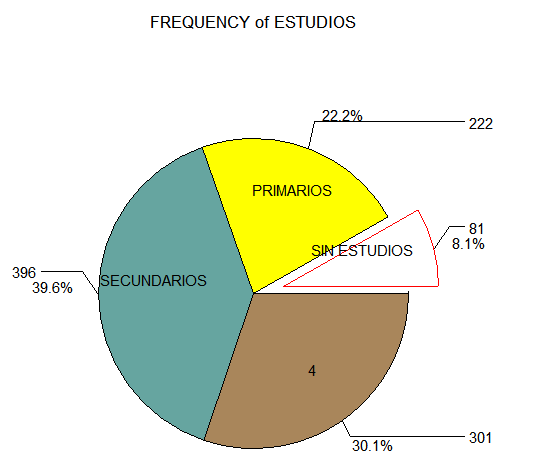 FREQUENCY of ESTUDIOS
22.2%
222
PRIMARIOS
81
8.1%
SIN ESTUDIOS
396
39.6%
SECUNDARIOS
4
301
30.1%